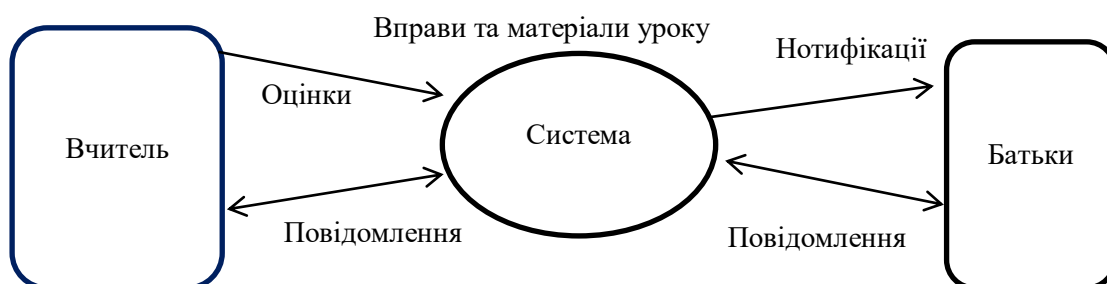 Вправи та матеріали уроку
Нотифікації
Оцінки
Вчитель
Система
Батьки
Повідомлення
Повідомлення